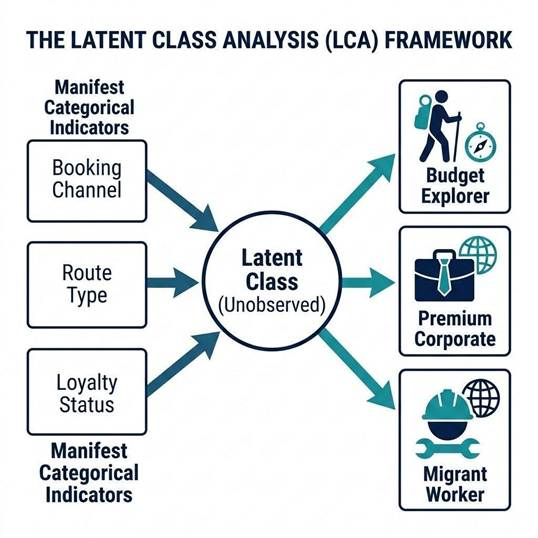 THE LATENT CLASS ANALYSIS (LCA) FRAMEWORK
Manifest
Categorical
Indicators
Booking
Channel
Route
Type
Loyalty
Status
Manifest
Categorical
Indicators
Latent
Class
(Unobserved)
Budget
Explorer
Premium
Corporate
Migrant
Worker